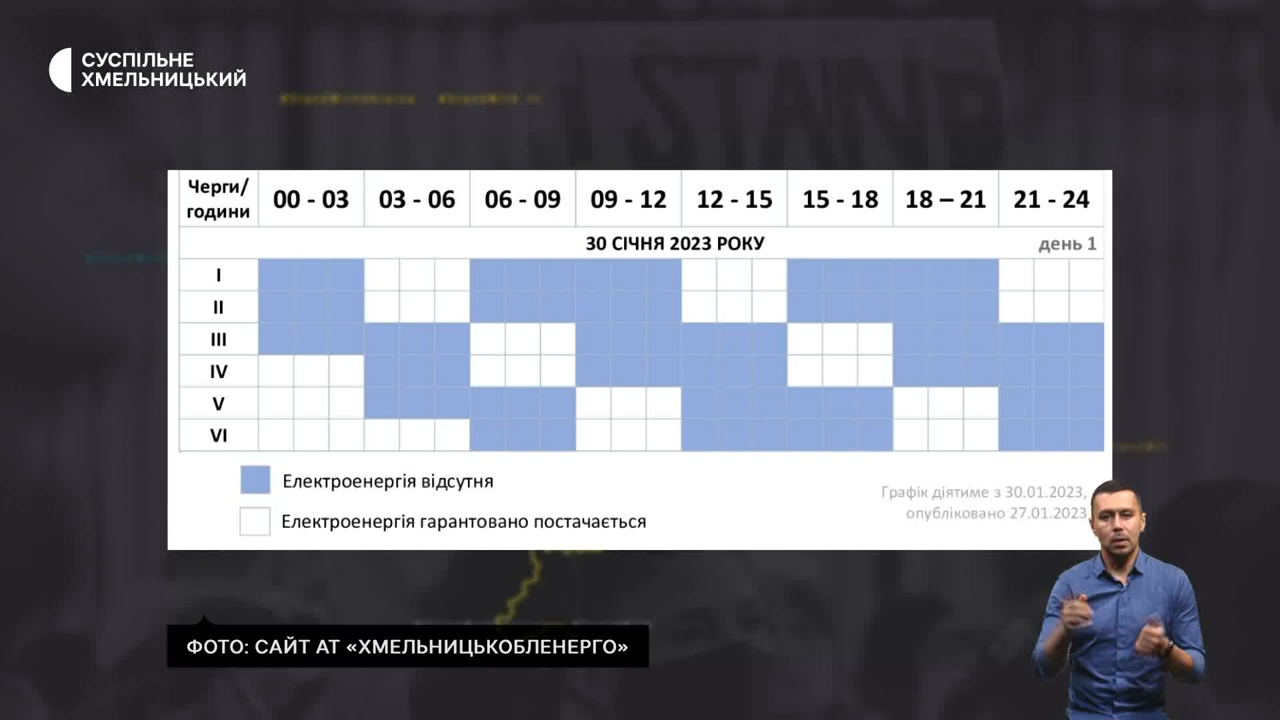 СУСПІЛЬНЕ
ХМЕЛЬНИЦЬКИЙ
Черги/
години
00 - 03
03 - 06
06 - 09
09 - 12
12 - 15
15 - 18
18 – 21
21 - 24
30 СІЧНЯ 2023 РОКУ
день 1
I
II
III
IV
V
VI
Електроенергія відсутня
Електроенергія гарантовано постачається
Графік діятиме з 30.01.2023,
опубліковано 27.01.2023
ФОТО: САЙТ АТ «ХМЕЛЬНИЦЬКОБЛЕНЕРГО»